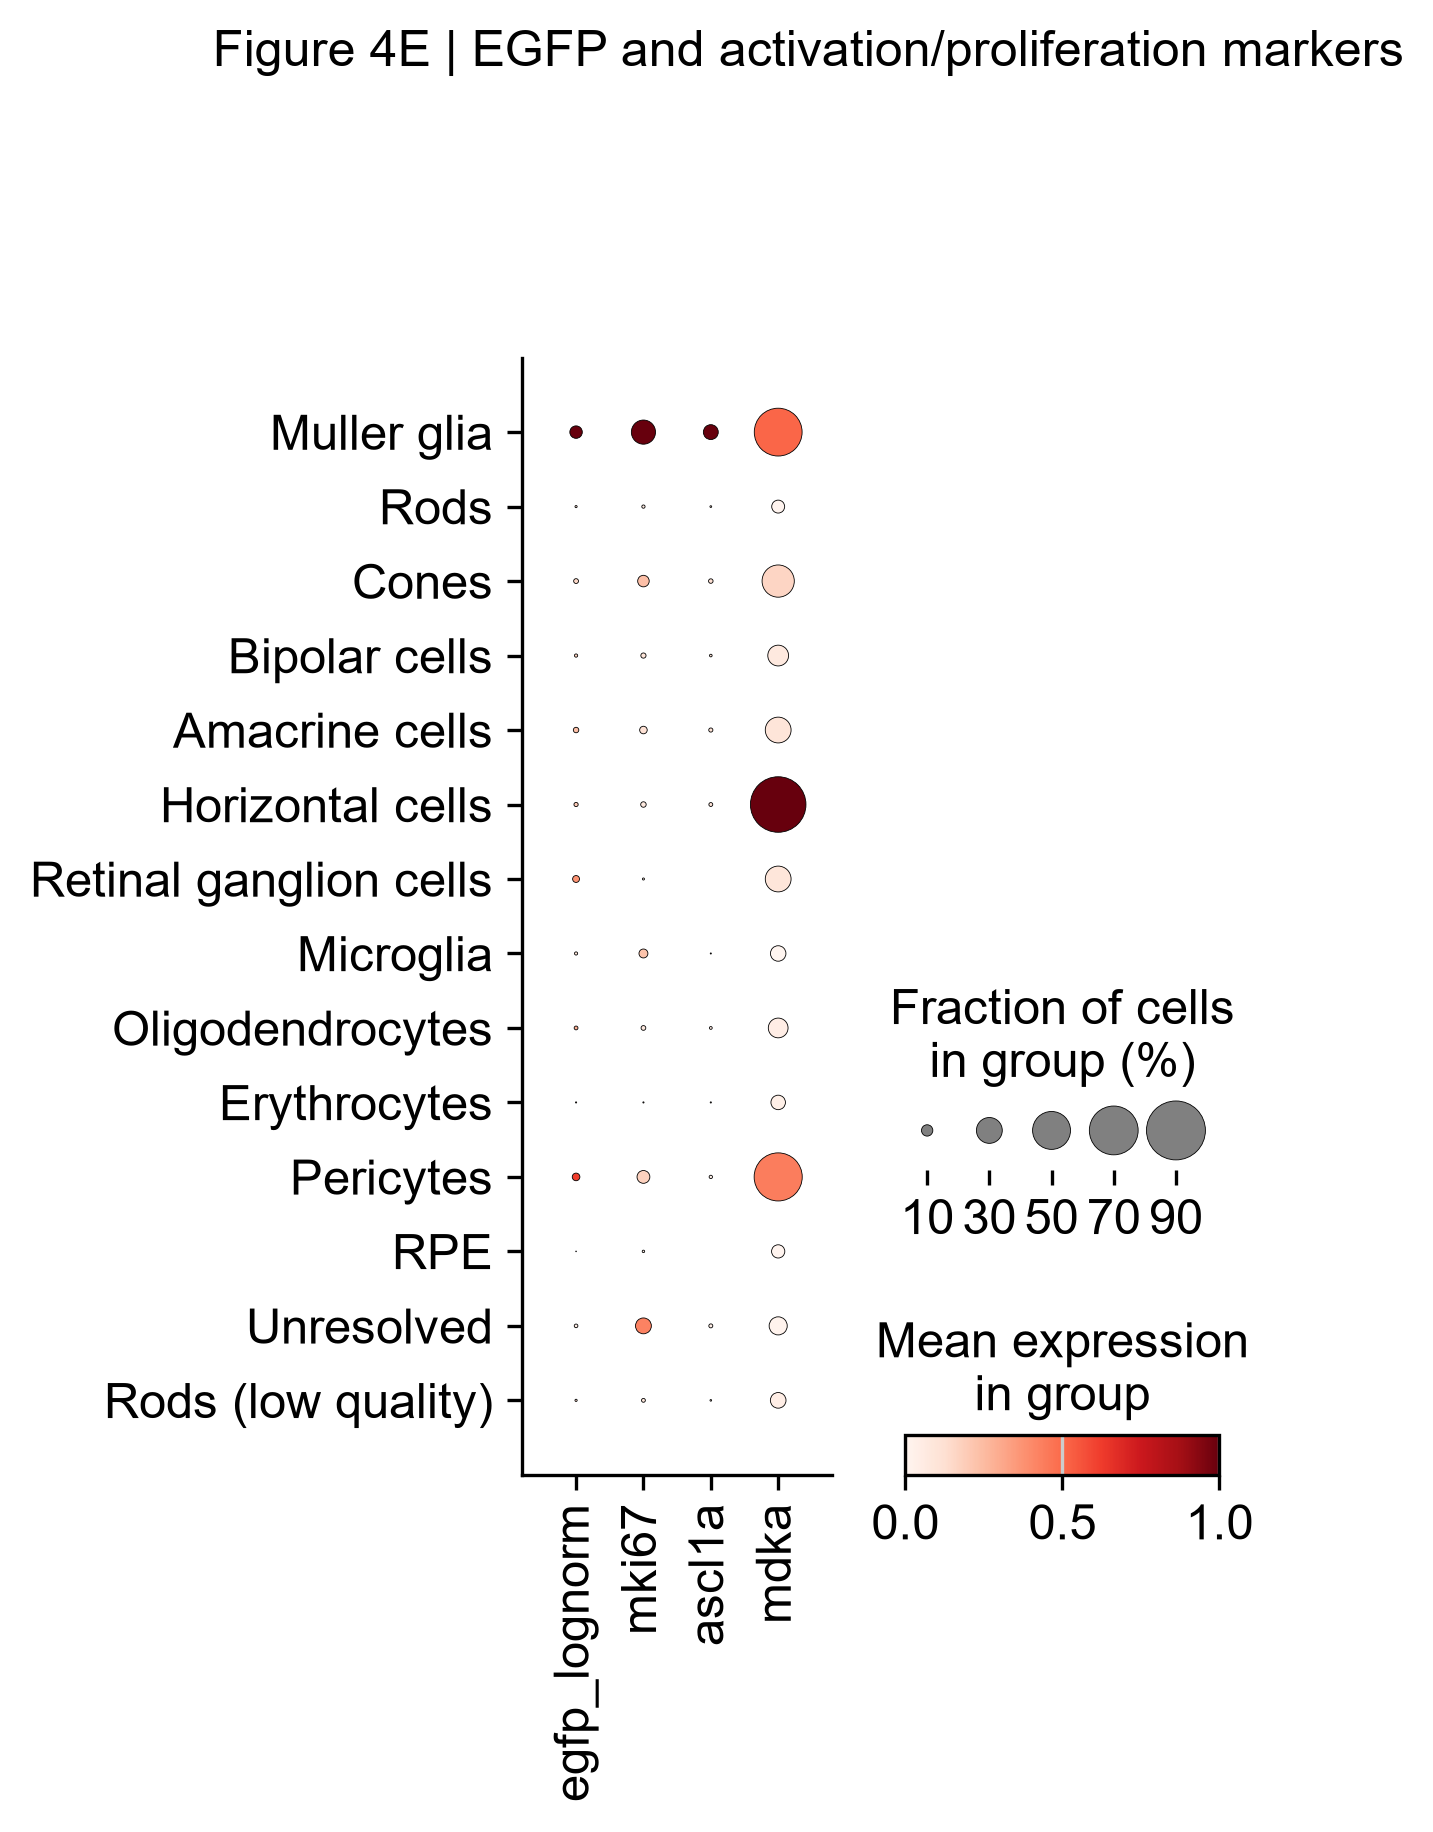 Figure 4E | EGFP and activation/proliferation markers
Muller glia
Rods
Cones
Bipolar cells
Amacrine cells
Horizontal cells
Retinal ganglion cells
Microglia
Oligodendrocytes
Erythrocytes
Pericytes
RPE
Unresolved
Rods (low quality)
egfp_lognorm
mki67
ascl1a
mdka
Fraction of cells
in group (%)
10 30 50 70 90
Mean expression
in group
0.0 0.5 1.0